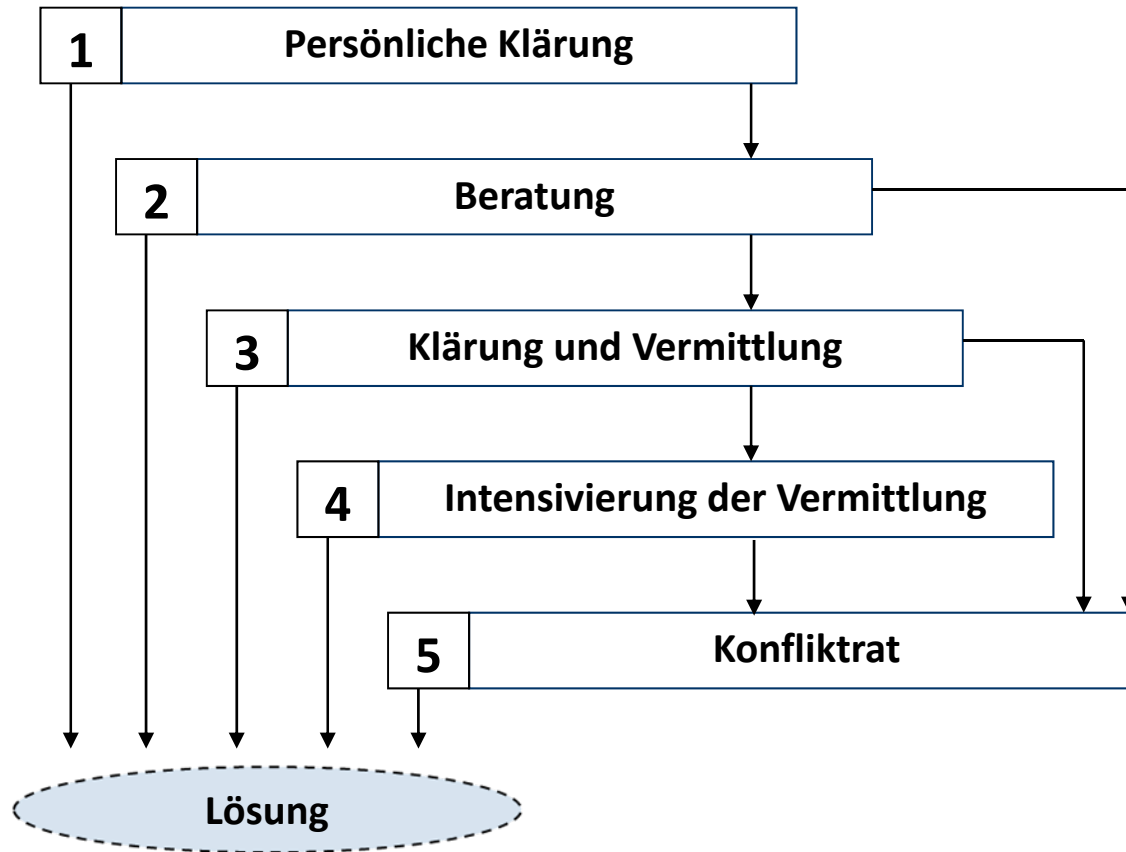 1 Persönliche Klärung
2 Beratung
3 Klärung und Vermittlung
4 Intensivierung der Vermittlung
5 Konfliktrat
Lösung